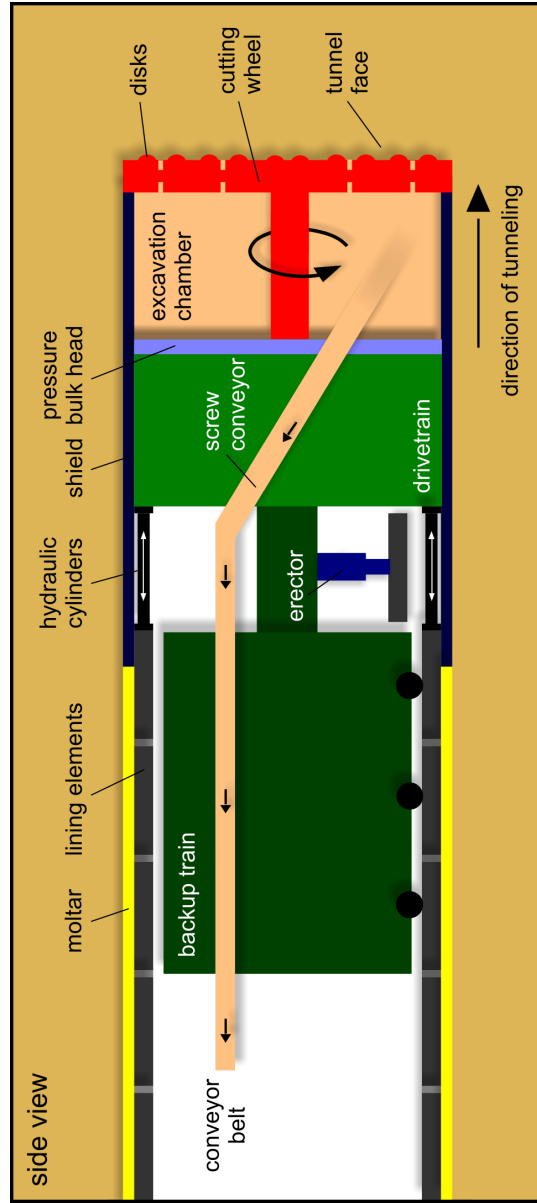 side view
moltar
lining elements
hydraulic
cylinders
shield
pressure
bulk head
disks
cutting
wheel
tunnel
face
excavation
chamber
screw
conveyor
backup train
erector
drivetrain
conveyor
belt
direction of tunneling